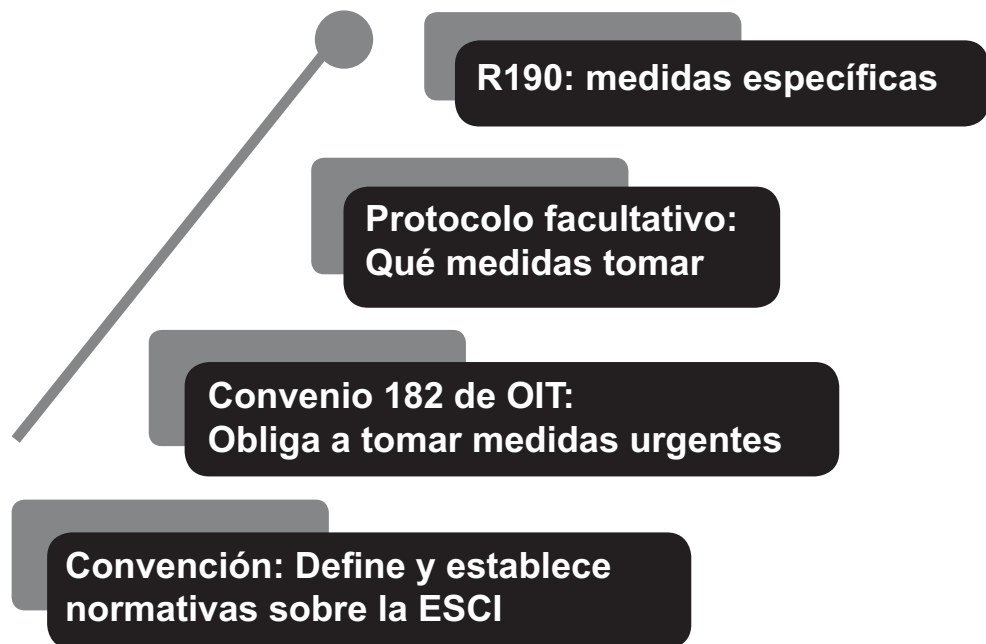 R190: medidas específicas
Protocolo facultativo:
Qué medidas tomar
Convenio 182 de OIT:
Obliga a tomar medidas urgentes
Convención: Define y establece
normativas sobre la ESCI